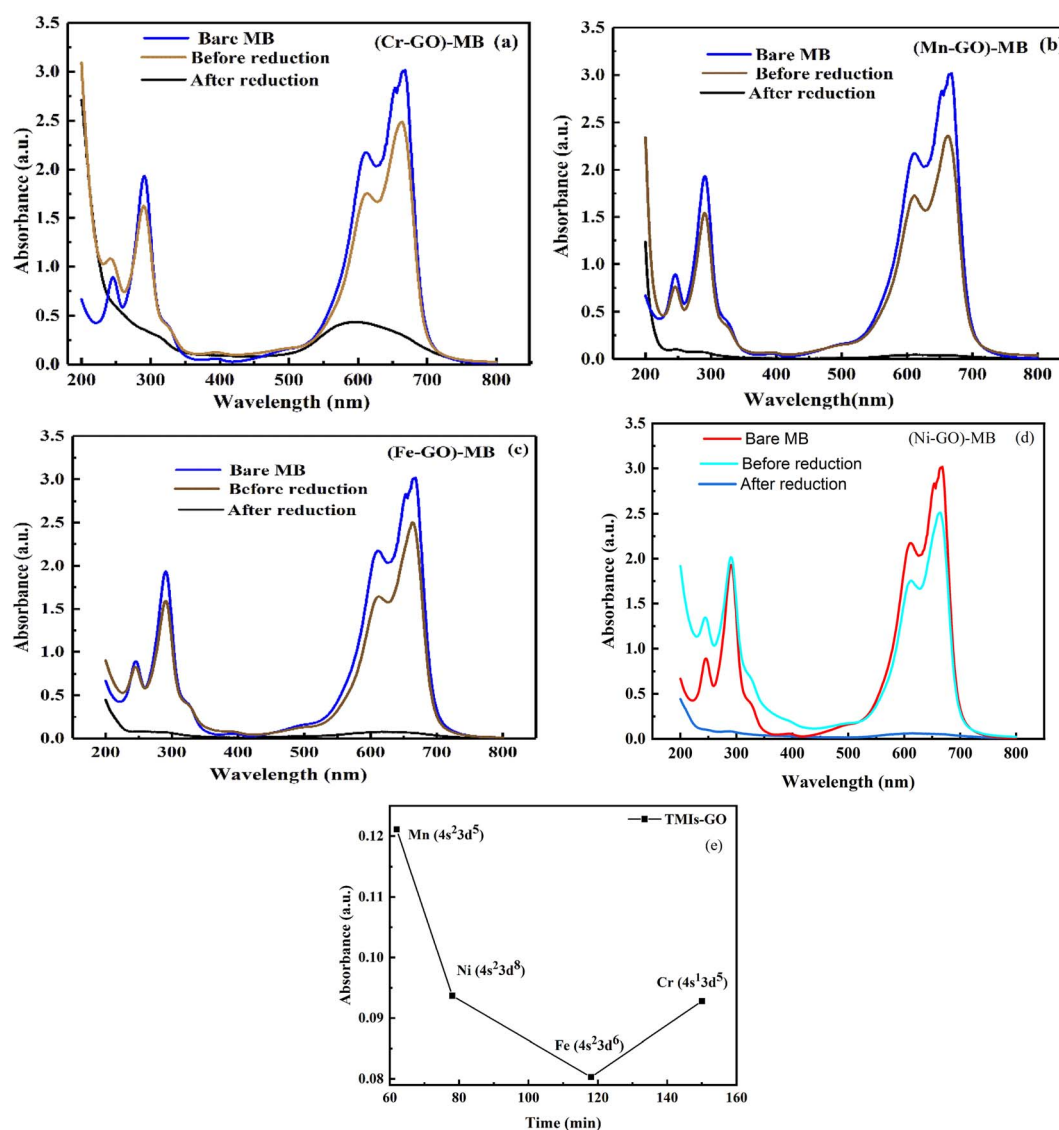 (Cr-GO)-MB (a)
Bare MB
Before reduction
After reduction
Absorbance (a.u.)
3.5
3.0
2.5
2.0
1.5
1.0
0.5
0.0
200 300 400 500 600 700 800
Wavelength (nm)
(Mn-GO)-MB (b)
Bare MB
Before reduction
After reduction
Absorbance (a.u.)
3.5
3.0
2.5
2.0
1.5
1.0
0.5
0.0
200 300 400 500 600 700 800
Wavelength(nm)
(Fe-GO)-MB (c)
Bare MB
Before reduction
After reduction
Absorbance (a.u.)
3.5
3.0
2.5
2.0
1.5
1.0
0.5
0.0
200 300 400 500 600 700 800
Wavelength (nm)
(Ni-GO)-MB (d)
Bare MB
Before reduction
After reduction
Absorbance (a.u.)
3.5
3.0
2.5
2.0
1.5
1.0
0.5
0.0
200 300 400 500 600 700 800
Wavelength (nm)
TMIs-GO
(e)
Absorbance (a.u.)
0.12
0.11
0.10
0.09
0.08
Mn (4s²3d⁵)
Ni (4s²3d⁸)
Cr (4s¹3d⁵)
Fe (4s²3d⁶)
60 80 100 120 140 160
Time (min)